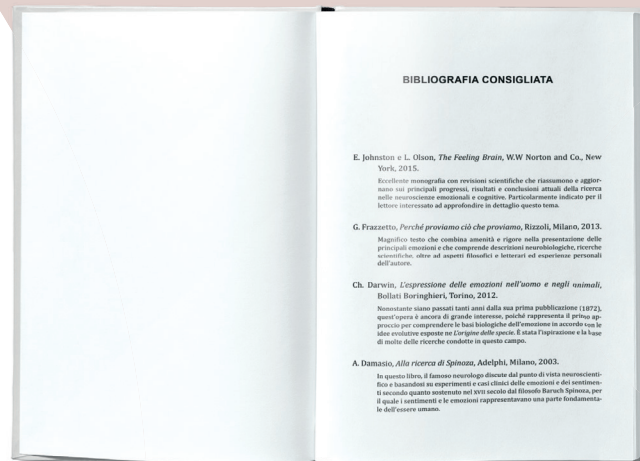 BIBLIOGRAFIA CONSIGLIATA
E. Johnston e L. Olson, The Feeling Brain, W.W Norton and Co., New
York, 2015.
Eccellente monografia con revisioni scientifiche che riassumono e aggior-
nano sui principali progressi, risultati e conclusioni attuali della ricerca
nelle neuroscienze emozionali e cognitive. Particolarmente indicato per il
lettore interessato ad approfondire in dettaglio questo tema.
G. Frazzetto, Perché proviamo ciò che proviamo, Rizzoli, Milano, 2013.
Magnifico testo che combina amenità e rigore nella presentazione delle
principali emozioni e che comprende descrizioni neurobiologiche, ricerche
scientifiche, oltre ad aspetti filosofici e letterari ed esperienze personali
dell'autore.
Ch. Darwin, L'espressione delle emozioni nell'uomo e negli animali,
Bollati Boringhieri, Torino, 2012.
Nonostante siano passati tanti anni dalla sua prima pubblicazione (1872),
quest'opera è ancora di grande interesse, poiché rappresenta il primo ap-
proccio per comprendere le basi biologiche dell'emozione in accordo con le
idee evolutive esposte ne L'origine delle specie. È stata l'ispirazione e la base
di molte delle ricerche condotte in questo campo.
A. Damasio, Alla ricerca di Spinoza, Adelphi, Milano, 2003.
In questo libro, il famoso neurologo discute dal punto di vista neuroscienti-
fico e basandosi su esperimenti e casi clinici delle emozioni e dei sentimen-
ti secondo quanto sostenuto nel XVII secolo dal filosofo Baruch Spinoza, per
il quale i sentimenti e le emozioni rappresentavano una parte fondamenta-
le dell'essere umano.